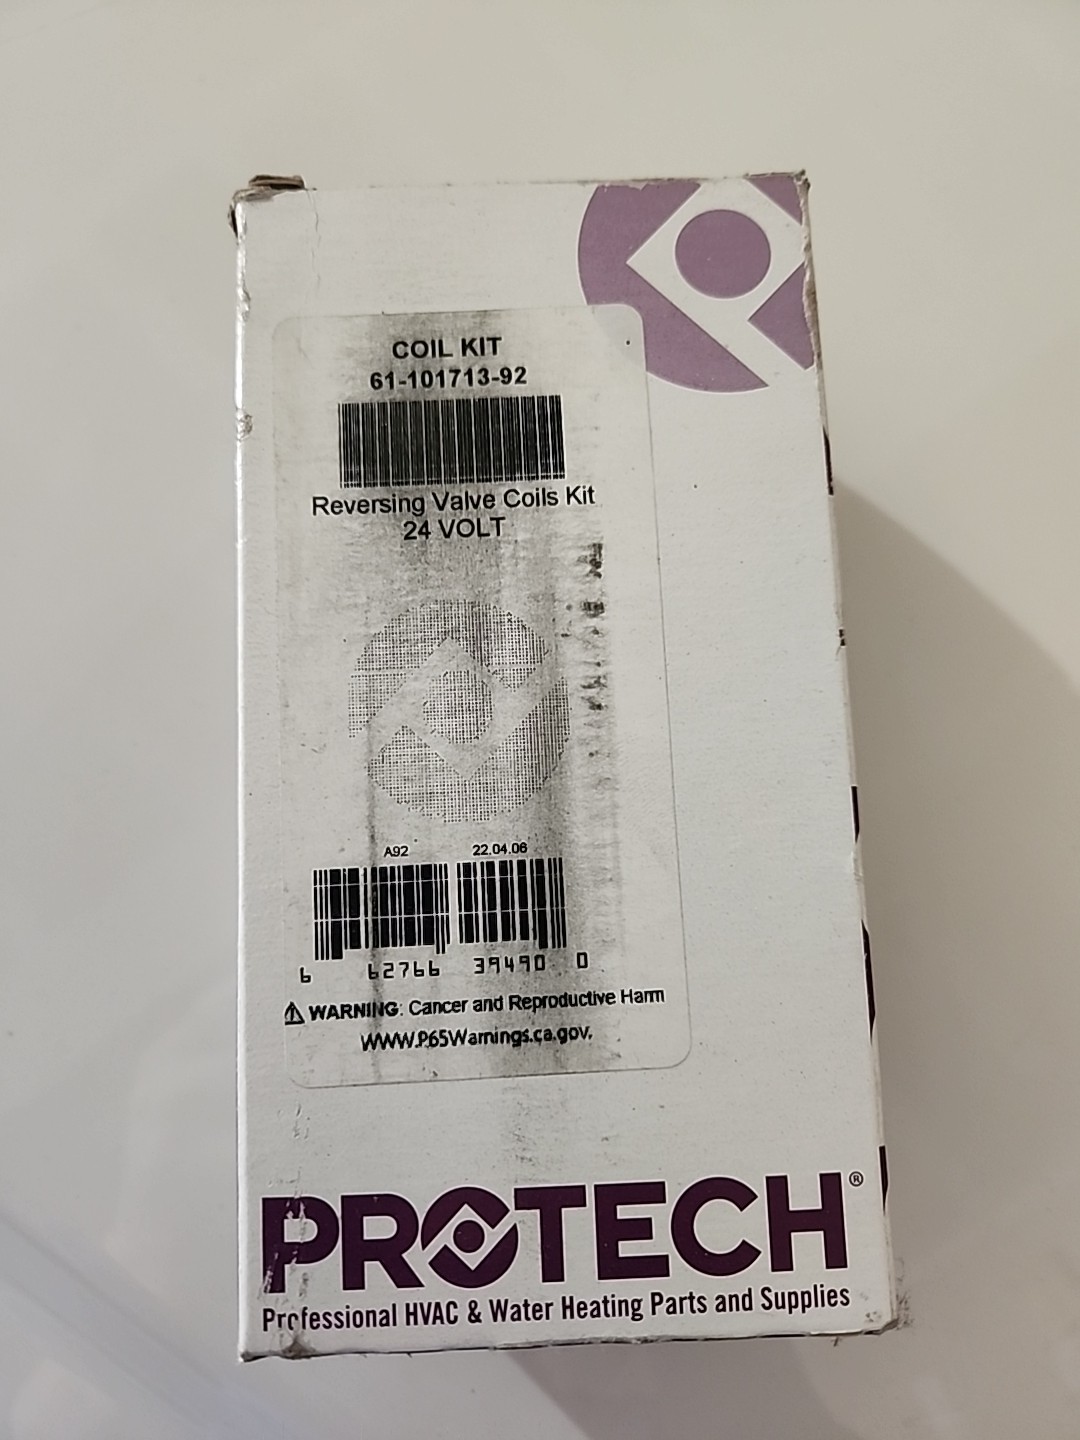 COIL KIT
61-101713-92
Reversing Valve Coils Kit
24 VOLT
A92 22.04.06
6 62766 39490 0
⚠ WARNING: Cancer and Reproductive Harm
WWW.P65Warnings.ca.gov.
PROTECH®
Professional HVAC & Water Heating Parts and Supplies